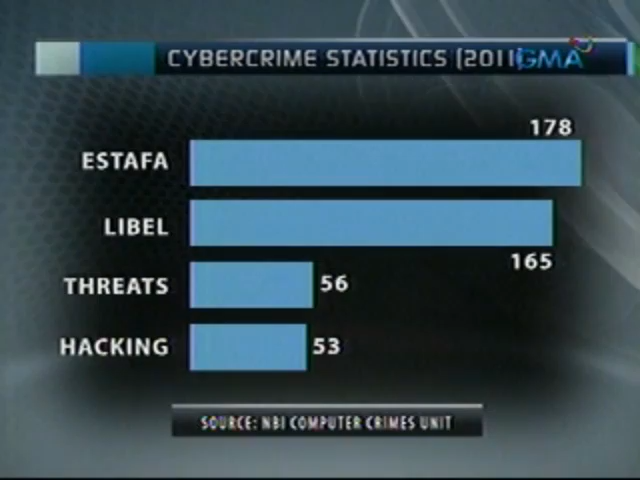 CYBERCRIME STATISTICS (2011
GMA
178
ESTAFA
LIBEL
165
THREATS 56
HACKING 53
SOURCE: NBI COMPUTER CRIMES UNIT